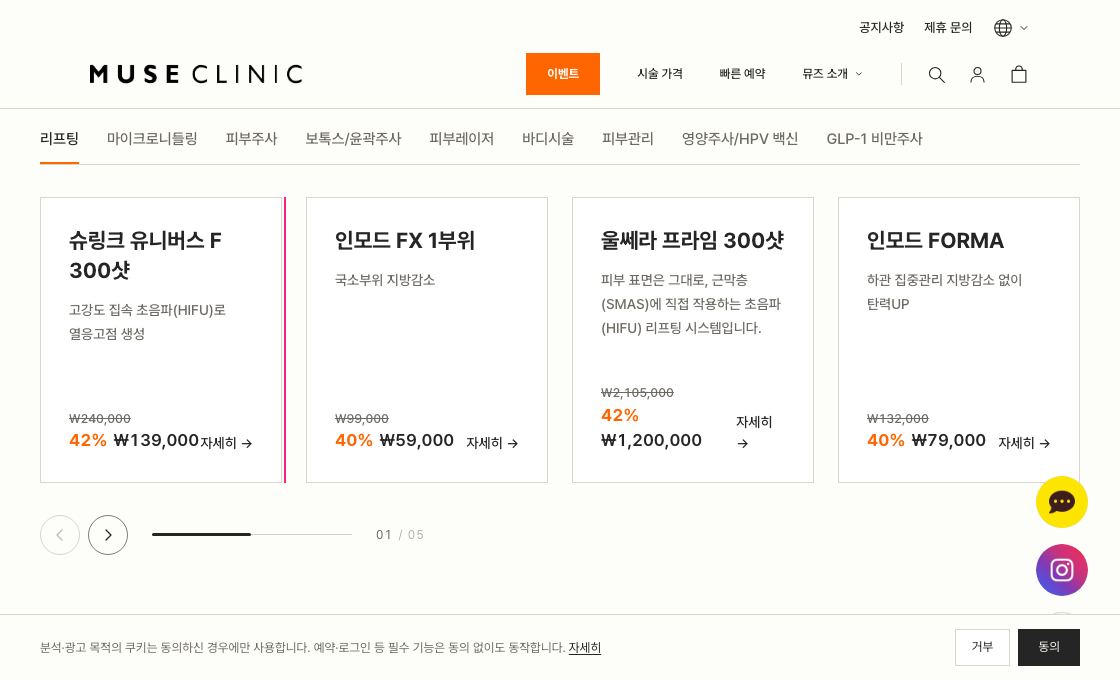 공지사항
제휴 문의
MUSE CLINIC
이벤트
시술 가격
빠른 예약
뮤즈 소개
리프팅
마이크로니들링
피부주사
보톡스/윤곽주사
피부레이저
바디시술
피부관리
영양주사/HPV 백신
GLP-1 비만주사
슈링크 유니버스 F
300샷
고강도 집속 초음파(HIFU)로
열응고점 생성
₩240,000
42% ₩139,000 자세히 →
인모드 FX 1부위
국소부위 지방감소
₩99,000
40% ₩59,000 자세히 →
울쎄라 프라임 300샷
피부 표면은 그대로, 근막층
(SMAS)에 직접 작용하는 초음파
(HIFU) 리프팅 시스템입니다.
₩2,105,000
42%
₩1,200,000
자세히
→
인모드 FORMA
하관 집중관리 지방감소 없이
탄력UP
₩132,000
40% ₩79,000 자세히 →
01 / 05
분석·광고 목적의 쿠키는 동의하신 경우에만 사용합니다. 예약·로그인 등 필수 기능은 동의 없이도 동작합니다. 자세히
거부
동의